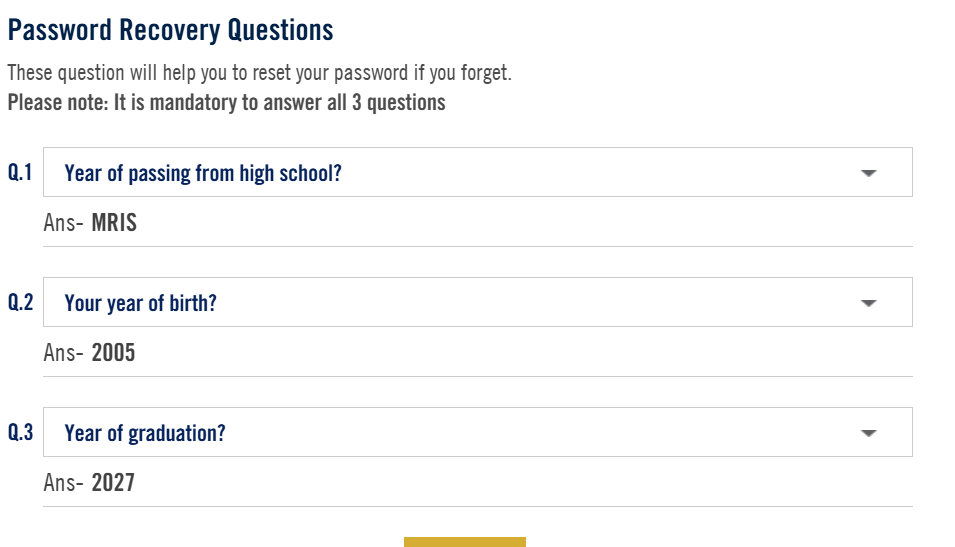 Password Recovery Questions
These question will help you to reset your password if you forget.
Please note: It is mandatory to answer all 3 questions
Q.1 Year of passing from high school?
Ans- MRIS
Q.2 Your year of birth?
Ans- 2005
Q.3 Year of graduation?
Ans- 2027